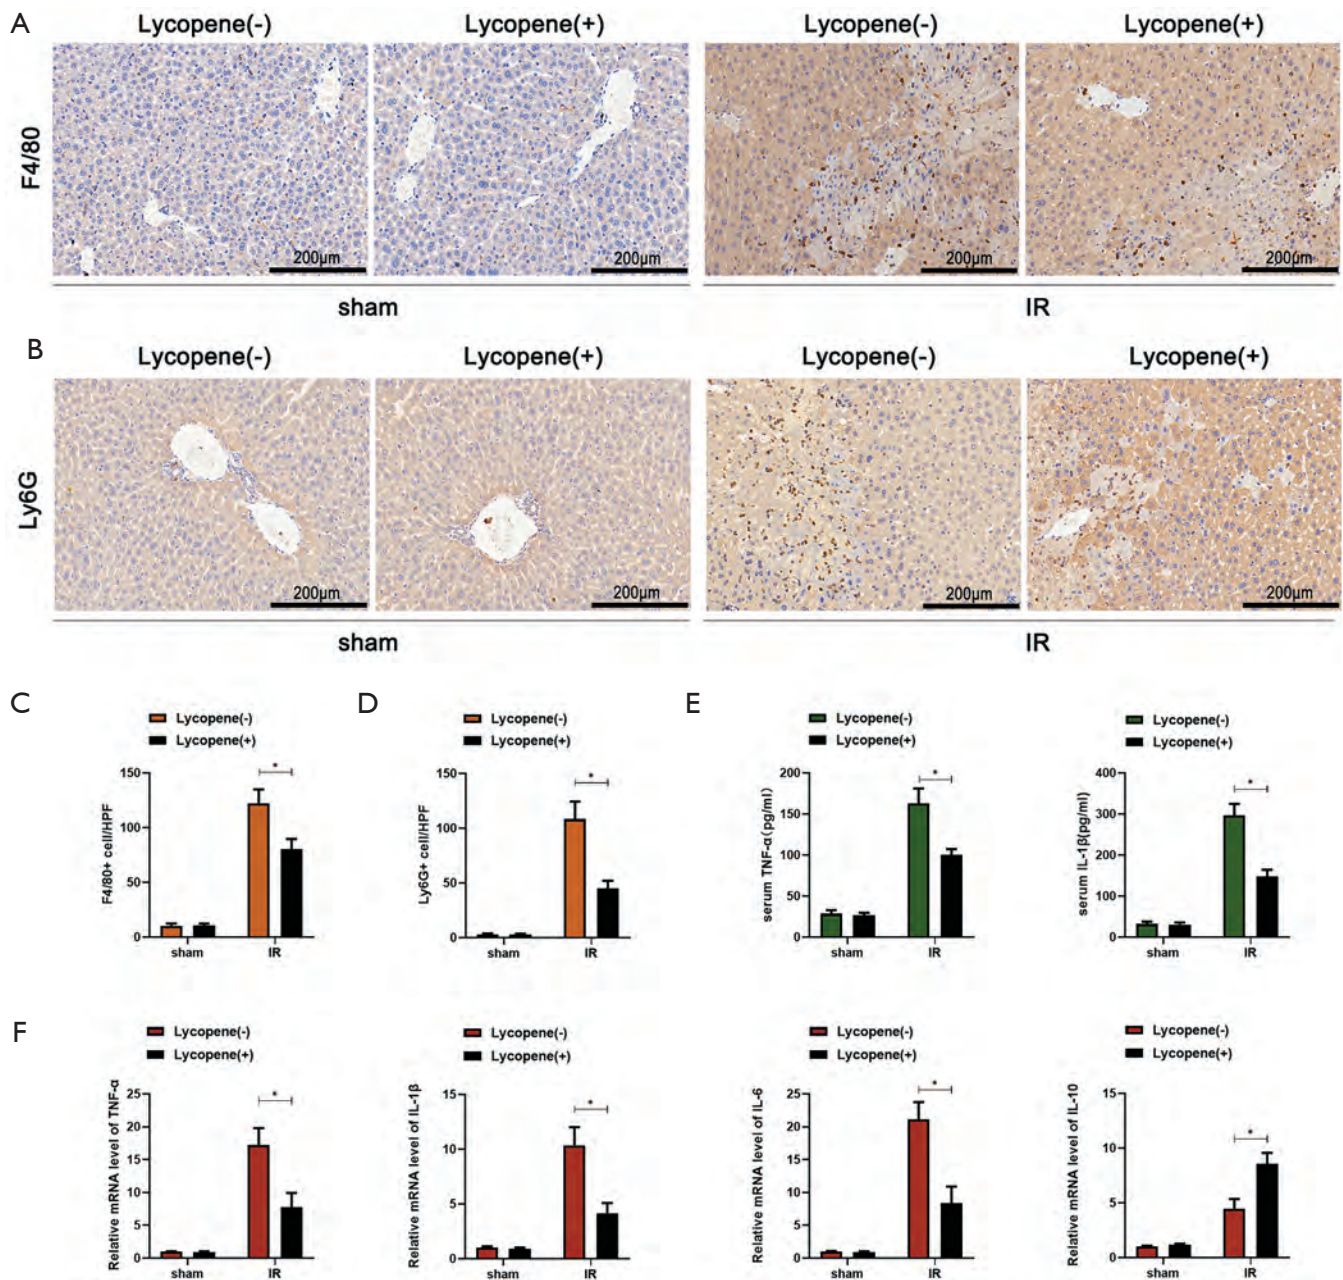 A
Lycopene(-) Lycopene(+) Lycopene(-) Lycopene(+)
F4/80
200µm 200µm 200µm 200µm
sham IR
B
Lycopene(-) Lycopene(+) Lycopene(-) Lycopene(+)
Ly6G
200µm 200µm 200µm 200µm
sham IR
C
Lycopene(-)
Lycopene(+)
F4/80+ cell/HPF
150
100
50
0
*
sham IR
D
Lycopene(-)
Lycopene(+)
Ly6G+ cell/HPF
150
100
50
0
*
sham IR
E
Lycopene(-)
Lycopene(+)
serum TNF-α(pg/ml)
200
150
100
50
0
*
sham IR
Lycopene(-)
Lycopene(+)
serum IL-1β(pg/ml)
400
300
200
100
0
*
sham IR
F
Lycopene(-)
Lycopene(+)
Relative mRNA level of TNF-α
25
20
15
10
5
0
*
sham IR
Lycopene(-)
Lycopene(+)
Relative mRNA level of IL-1β
15
10
5
0
*
sham IR
Lycopene(-)
Lycopene(+)
Relative mRNA level of IL-6
25
20
15
10
5
0
*
sham IR
Lycopene(-)
Lycopene(+)
Relative mRNA level of IL-10
15
10
5
0
*
sham IR